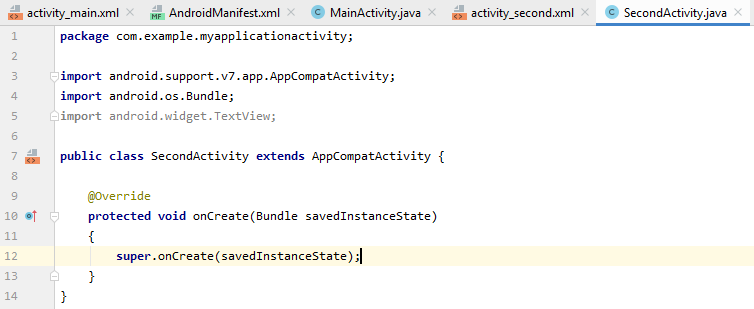 activity_main.xml AndroidManifest.xml MainActivity.java activity_second.xml SecondActivity.java
1 package com.example.myapplicationactivity;
2
3 import android.support.v7.app.AppCompatActivity;
4 import android.os.Bundle;
5 import android.widget.TextView;
6
7 public class SecondActivity extends AppCompatActivity {
8
9 @Override
10 protected void onCreate(Bundle savedInstanceState)
11 {
12 super.onCreate(savedInstanceState);
13 }
14 }